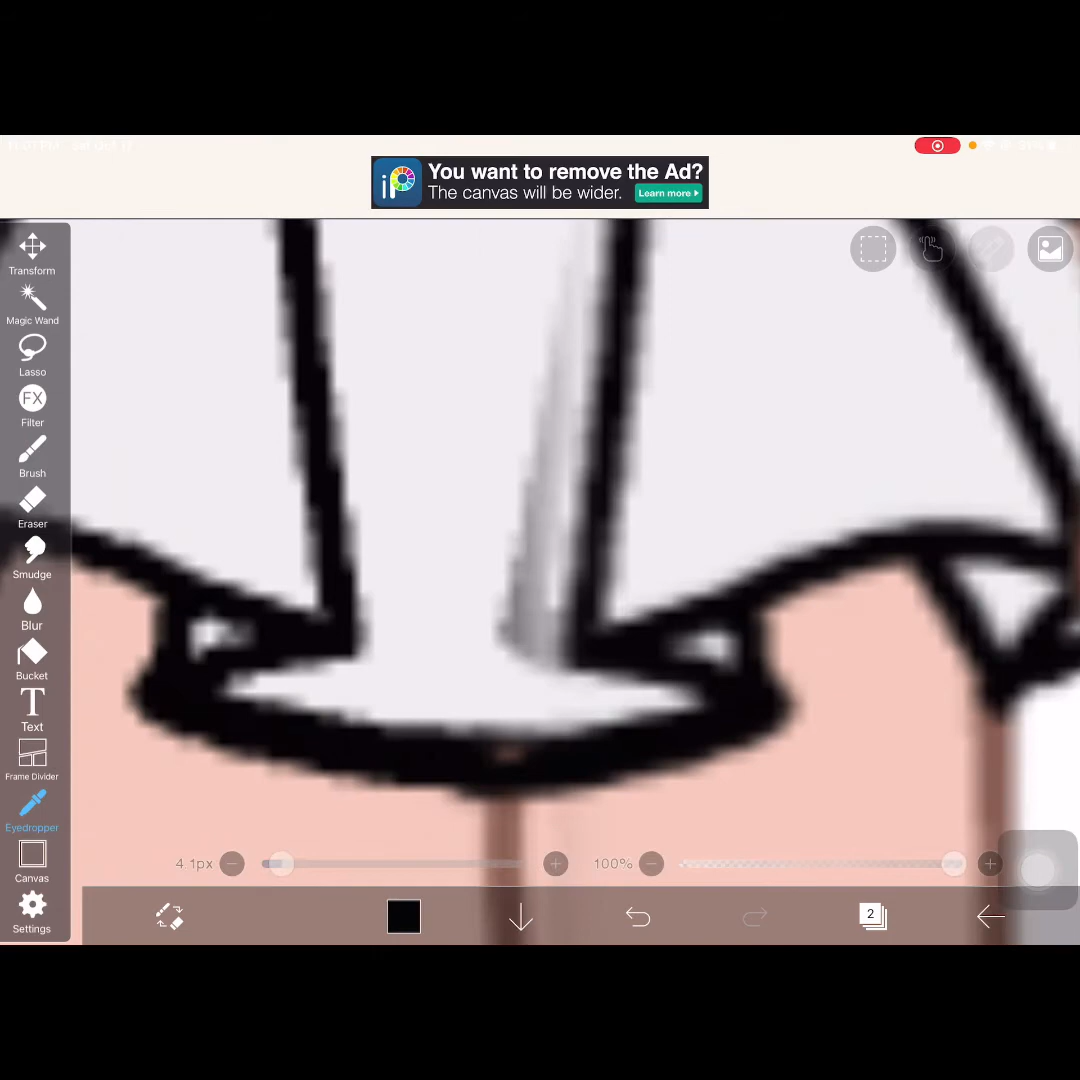 You want to remove the Ad?
The canvas will be wider.
Learn more
Transform
Magic Wand
Lasso
FX
Filter
Brush
Eraser
Smudge
Blur
Bucket
T
Text
Frame Divider
Eyedropper
Canvas
Settings
4 1px
100%
2